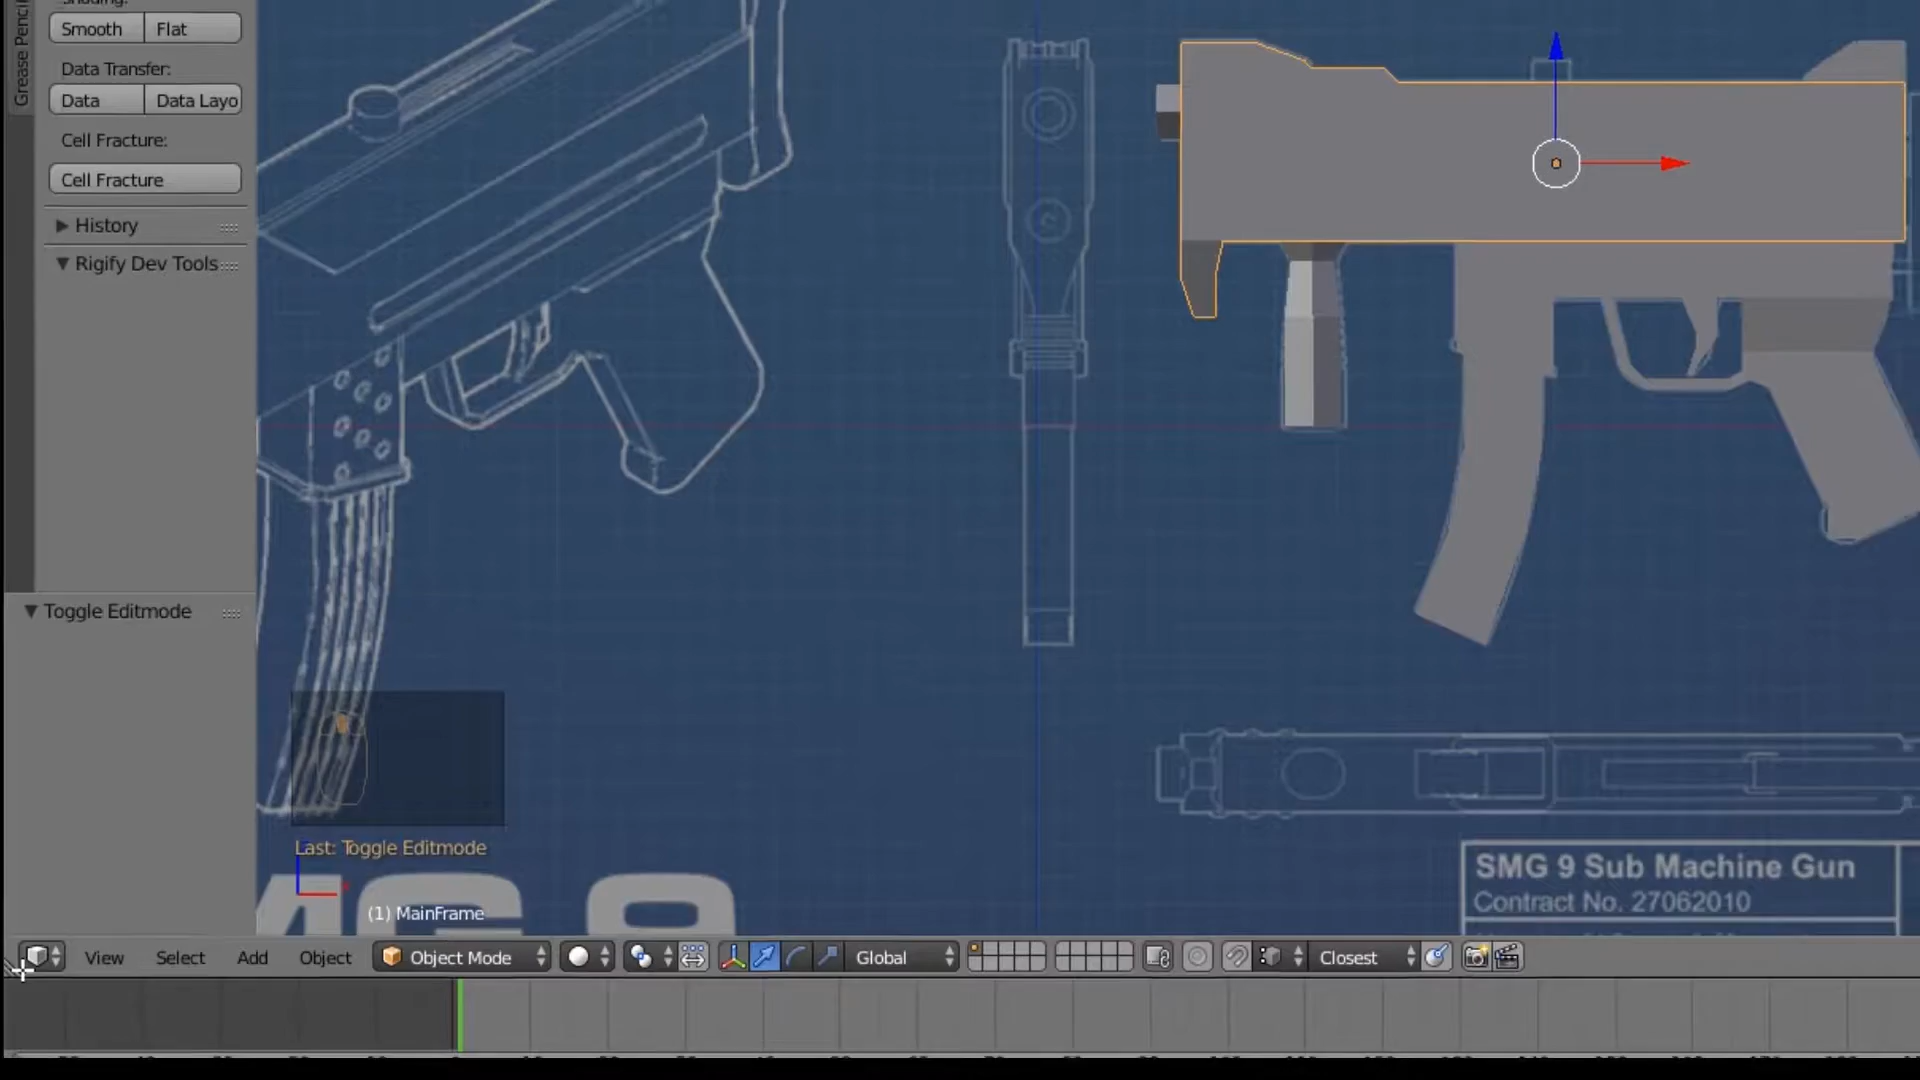 Grease Pencil
Smooth
Flat
Data Transfer:
Data
Data Layo
Cell Fracture:
Cell Fracture
History
Rigify Dev Tools
Toggle Editmode
Last: Toggle Editmode
(1) MainFrame
SMG 9 Sub Machine Gun
Contract No. 27062010
View
Select
Add
Object
Object Mode
Global
Closest